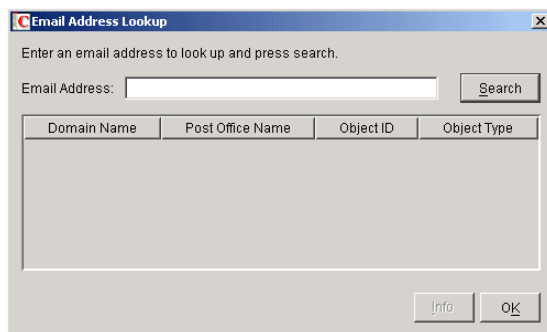 Email Address Lookup
Enter an email address to look up and press search.
Email Address: Search
Domain Name Post Office Name Object ID Object Type
Info OK